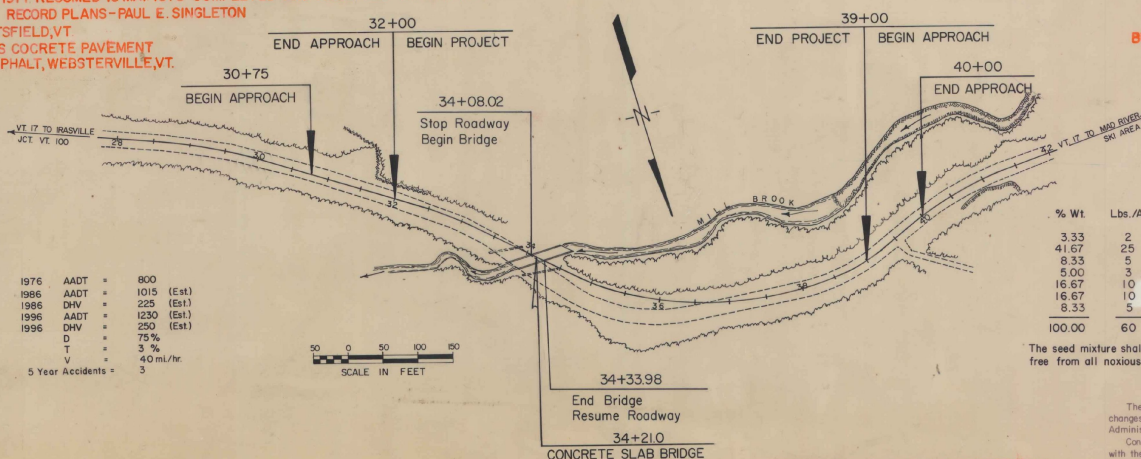 RECORD PLANS-PAUL E. SINGLETON
TSFIELD, VT.
COCRETE PAVEMENT
PHALT, WEBSTERVILLE, VT.
B
32+00
END APPROACH BEGIN PROJECT
39+00
END PROJECT BEGIN APPROACH
30+75
BEGIN APPROACH
40+00
END APPROACH
34+08.02
Stop Roadway
Begin Bridge
N
VT. 17 TO IRASVILLE
JCT. VT. 100
VT. 17 TO MAD RIVER
SKI AREA
MILL BROOK
28
30
32
34
36
38
40
42
% Wt. Lbs./A
3.33 2
41.67 25
8.33 5
5.00 3
16.67 10
16.67 10
8.33 5
100.00 60
The seed mixture shal
free from all noxious
1976 AADT = 800
1986 AADT = 1015 (Est.)
1986 DHV = 225 (Est.)
1996 AADT = 1230 (Est.)
1996 DHV = 250 (Est.)
D = 75%
T = 3 %
V = 40 mi./hr.
5 Year Accidents = 3
50 0 50 100 150
SCALE IN FEET
34+33.98
End Bridge
Resume Roadway
34+21.0
CONCRETE SLAB BRIDGE
The
changes
Adminis
Con
with the